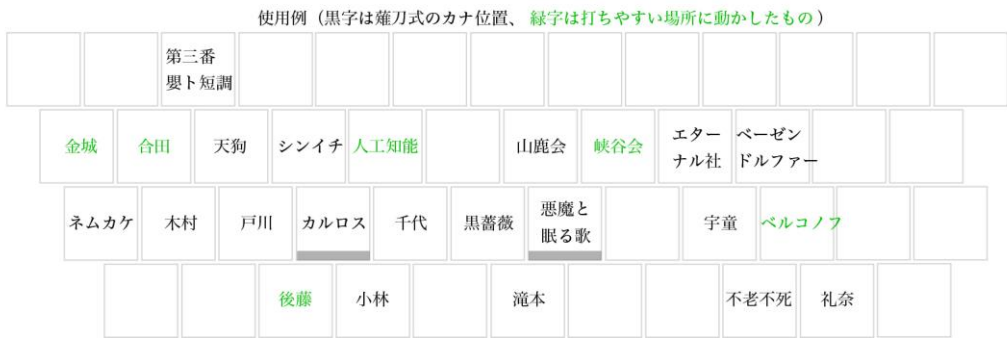 使用例（黒字は薙刀式のカナ位置、緑字は打ちやすい場所に動かしたもの）
第三番
嬰ト短調
金城 合田 天狗 シンイチ 人工知能 山鹿会 峡谷会 エターナル社 ベーゼンドルファー
ネムカケ 木村 戸川 カルロス 千代 黒薔薇 悪魔と眠る歌 宇童 ベルコノフ
後藤 小林 滝本 不老不死 礼奈